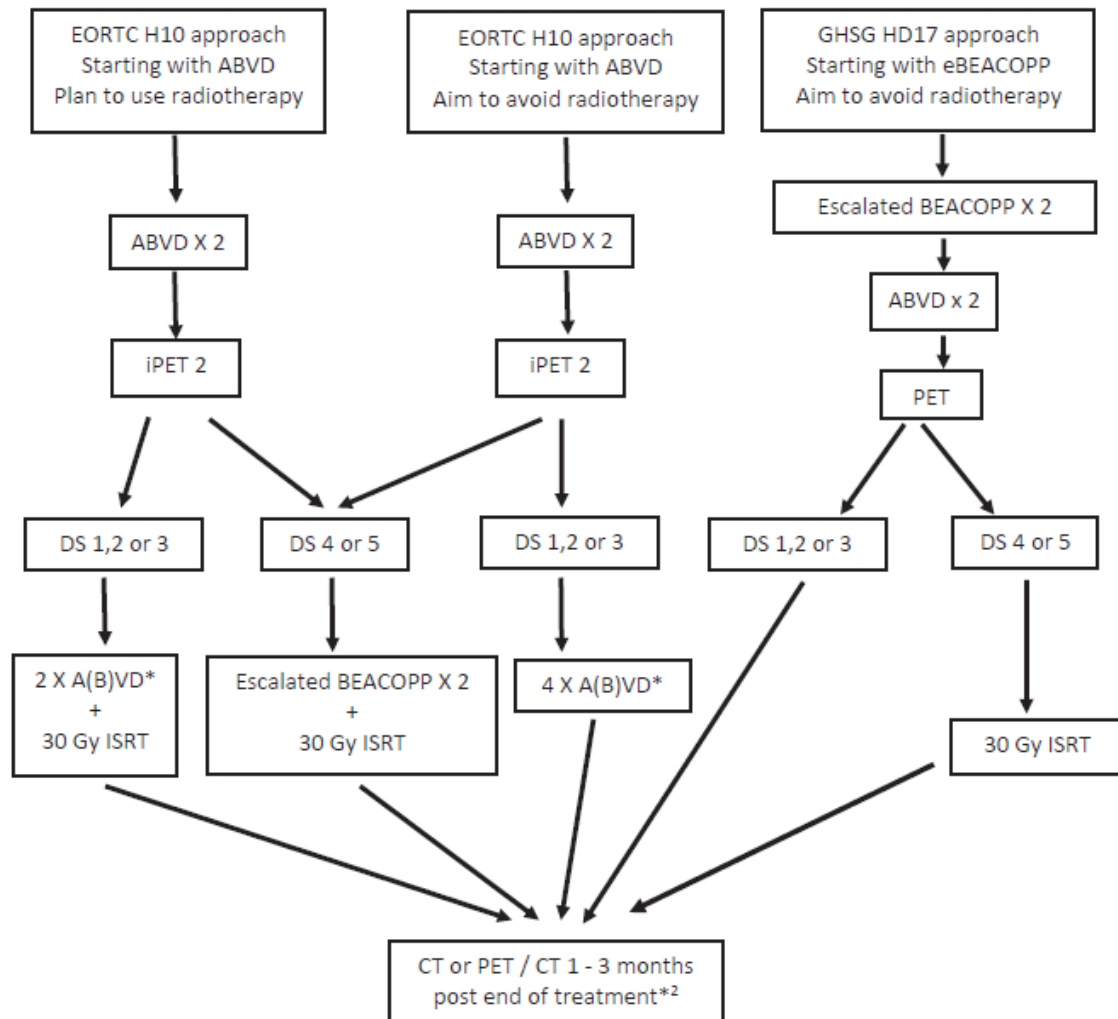 EORTC H10 approach
Starting with ABVD
Plan to use radiotherapy
EORTC H10 approach
Starting with ABVD
Aim to avoid radiotherapy
GHSG HD17 approach
Starting with eBEACOPP
Aim to avoid radiotherapy
Escalated BEACOPP X 2
ABVD X 2
ABVD X 2
ABVD x 2
iPET 2
iPET 2
PET
DS 1,2 or 3
DS 4 or 5
DS 1,2 or 3
DS 1,2 or 3
DS 4 or 5
2 X A(B)VD*
+
30 Gy ISRT
Escalated BEACOPP X 2
+
30 Gy ISRT
4 X A(B)VD*
30 Gy ISRT
CT or PET / CT 1 - 3 months
post end of treatment*²